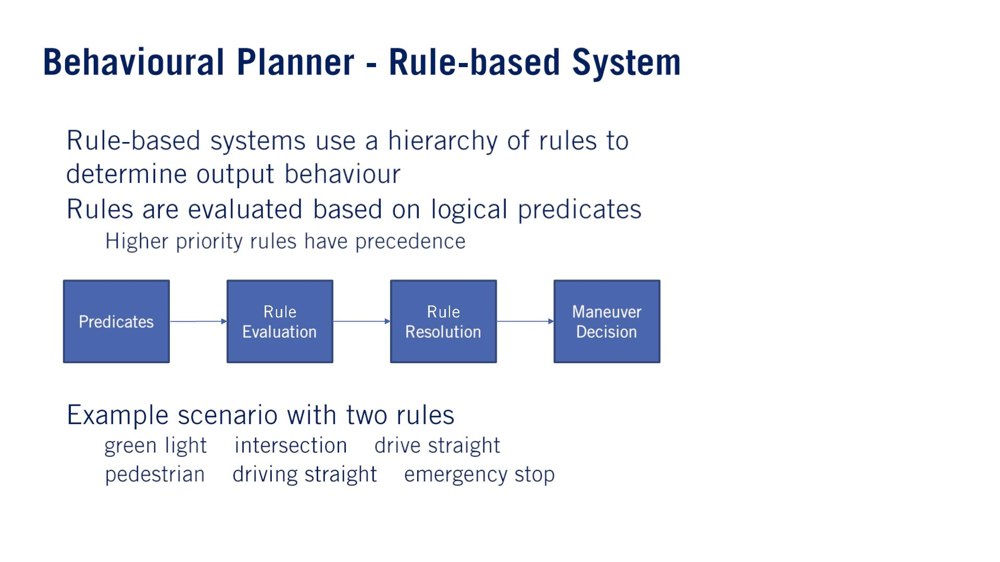 Behavioural Planner - Rule-based System
Rule-based systems use a hierarchy of rules to
determine output behaviour
Rules are evaluated based on logical predicates
Higher priority rules have precedence
Predicates
Rule
Evaluation
Rule
Resolution
Maneuver
Decision
Example scenario with two rules
green light intersection drive straight
pedestrian driving straight emergency stop